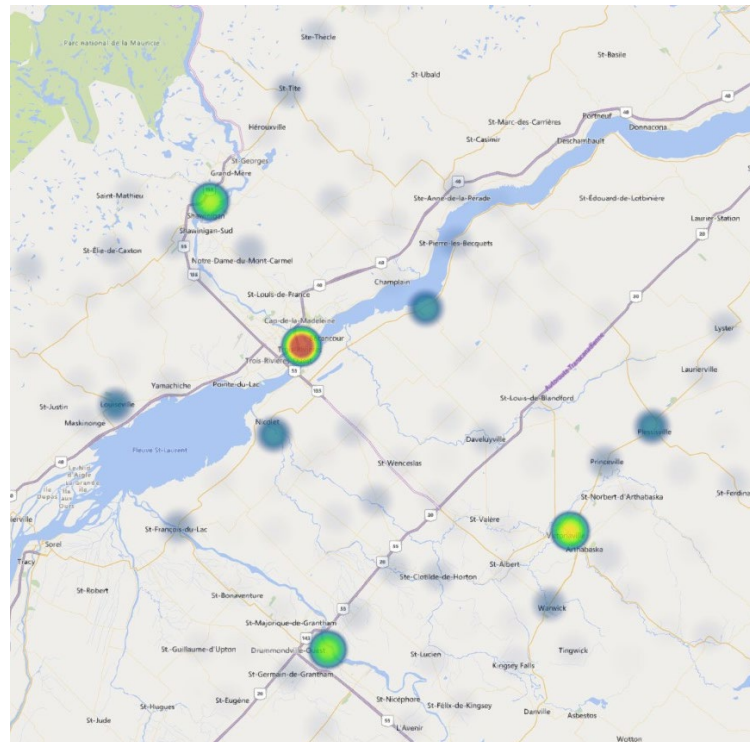 Parc national de la Mauricie
Ste-Thècle
St-Basile
St-Ubald
St-Tite
Portneuf
Donnacona
St-Marc-des-Carrières
Hérouxville
St-Casimir
Deschambault
St-Georges
Grand-Mère
Saint-Mathieu
Ste-Anne-de-la-Pérade
St-Édouard-de-Lotbinière
Laurier-Station
Shawinigan-Sud
St-Élie-de-Caxton
St-Pierre-les-Becquets
Notre-Dame-du-Mont-Carmel
Champlain
St-Louis-de-France
Cap-de-la-Madeleine
Lyster
Trois-Rivières
Autoroute Transcanadienne
Laurierville
Yamachiche
Pointe-du-Lac
Louiseville
St-Justin
St-Louis-de-Blandford
Maskinongé
Nicolet
Plessisville
Daveluyville
Fleuve St-Laurent
St-Wenceslas
Princeville
St-Norbert-d'Arthabaska
St-Ferdina
St-Valère
St-François-du-Lac
Sorel
Arthabaska
Tracy
St-Albert
Ste-Clotilde-de-Horton
St-Robert
St-Bonaventure
Warwick
St-Majorique-de-Grantham
St-Guillaume-d'Upton
Drummondville-Ouest
St-Lucien
Tingwick
Kingsey Falls
St-Germain-de-Grantham
St-Eugène
St-Nicéphore
St-Hugues
St-Félix-de-Kingsey
Danville
Asbestos
St-Jude
L'Avenir
Wotton